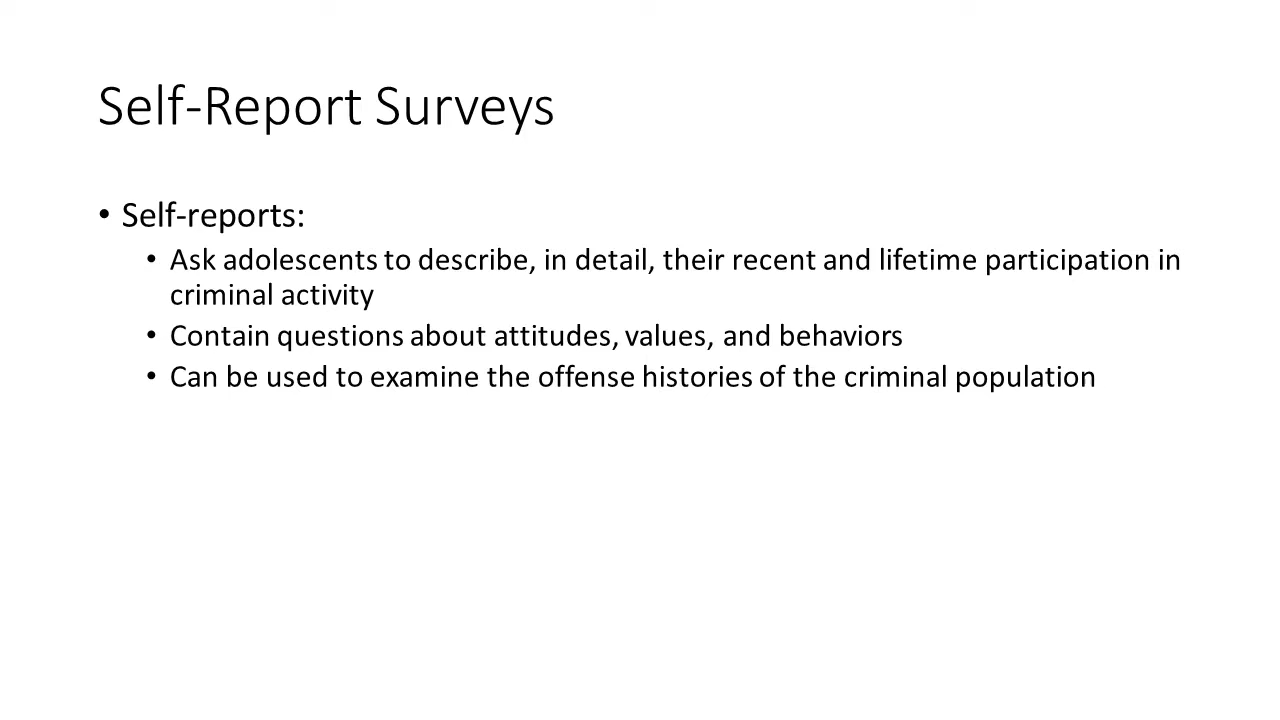 Self-Report Surveys
• Self-reports:
• Ask adolescents to describe, in detail, their recent and lifetime participation in
criminal activity
• Contain questions about attitudes, values, and behaviors
• Can be used to examine the offense histories of the criminal population